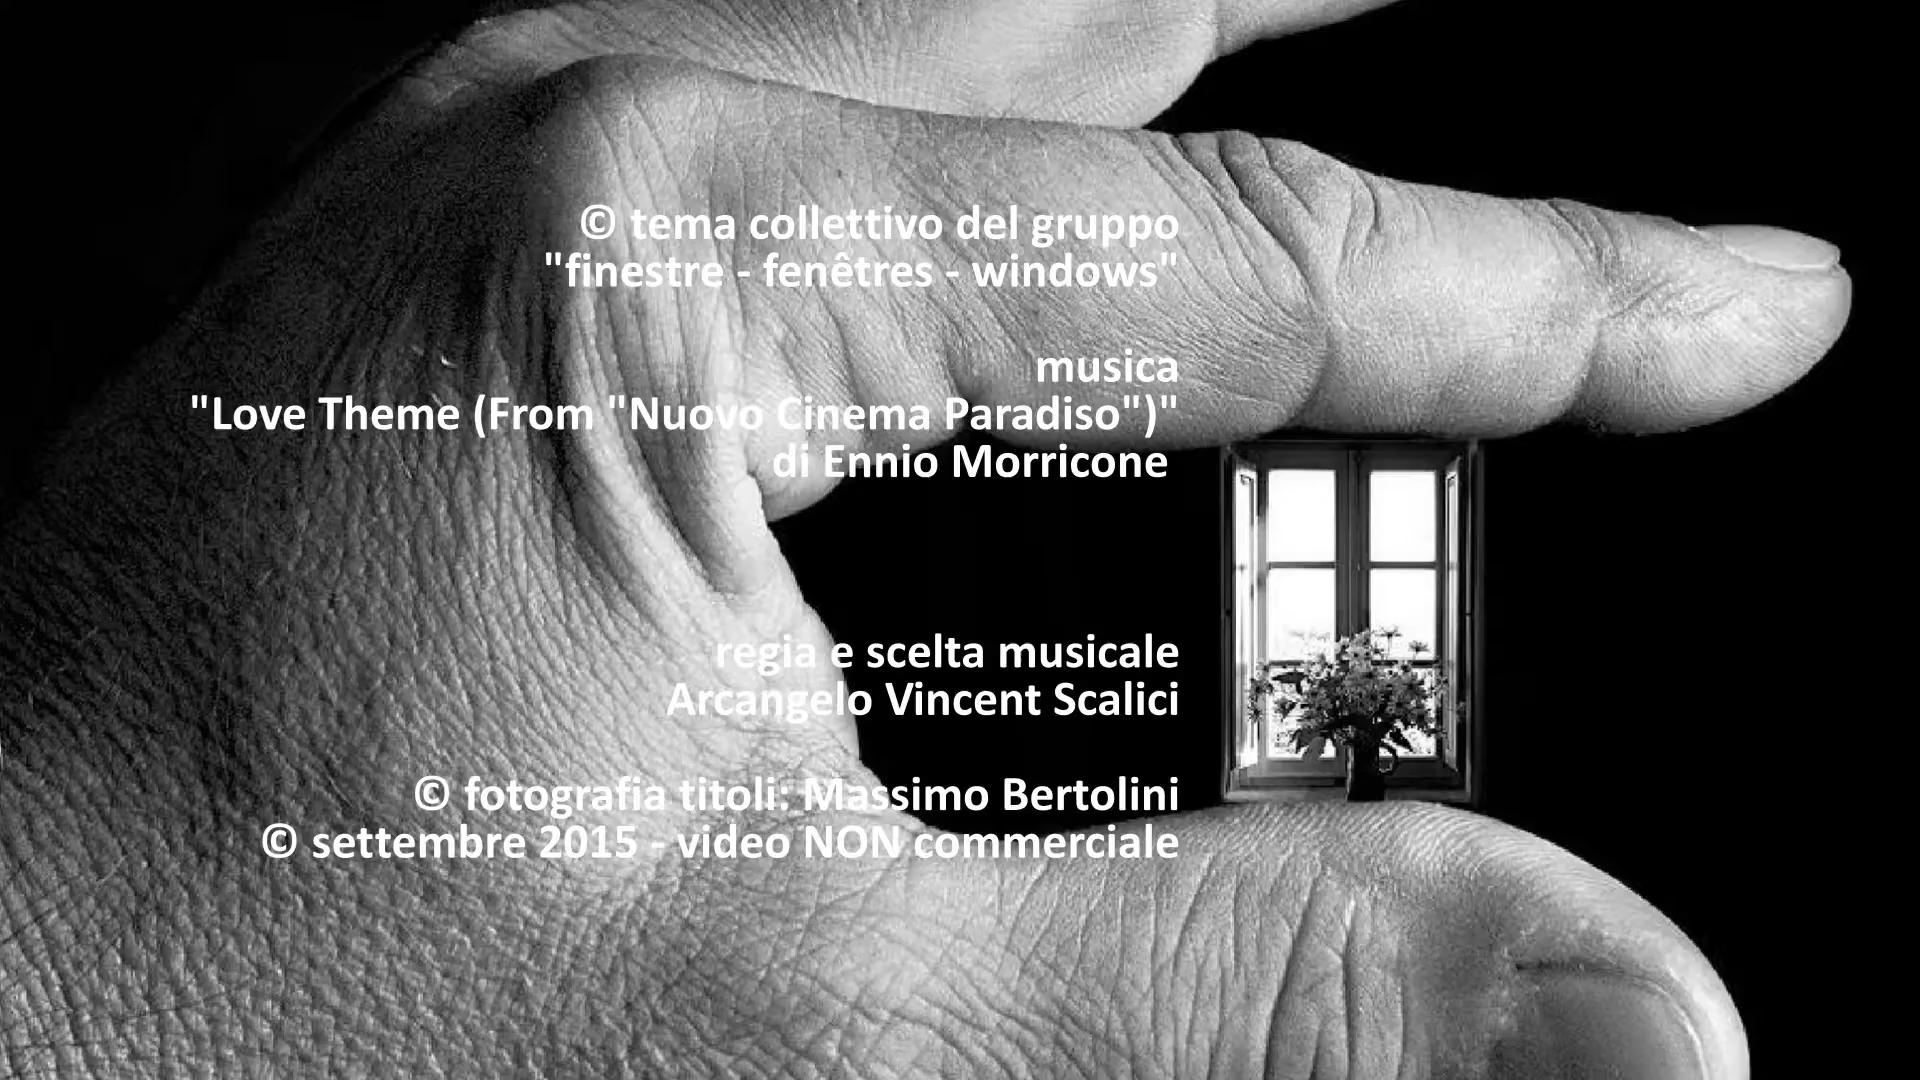 © tema collettivo del gruppo
"finestre - fenêtres - windows"
musica
"Love Theme (From "Nuovo Cinema Paradiso")"
di Ennio Morricone
regia e scelta musicale
Arcangelo Vincent Scalici
© fotografia titoli: Massimo Bertolini
© settembre 2015 - video NON commerciale